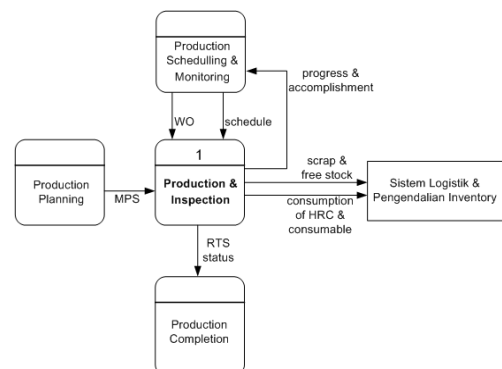 Production
Schedulling &
Monitoring
progress &
accomplishment
WO
schedule
1
Production &
Inspection
Production
Planning
MPS
scrap &
free stock
consumption
of HRC &
consumable
Sistem Logistik &
Pengendalian Inventory
RTS
status
Production
Completion